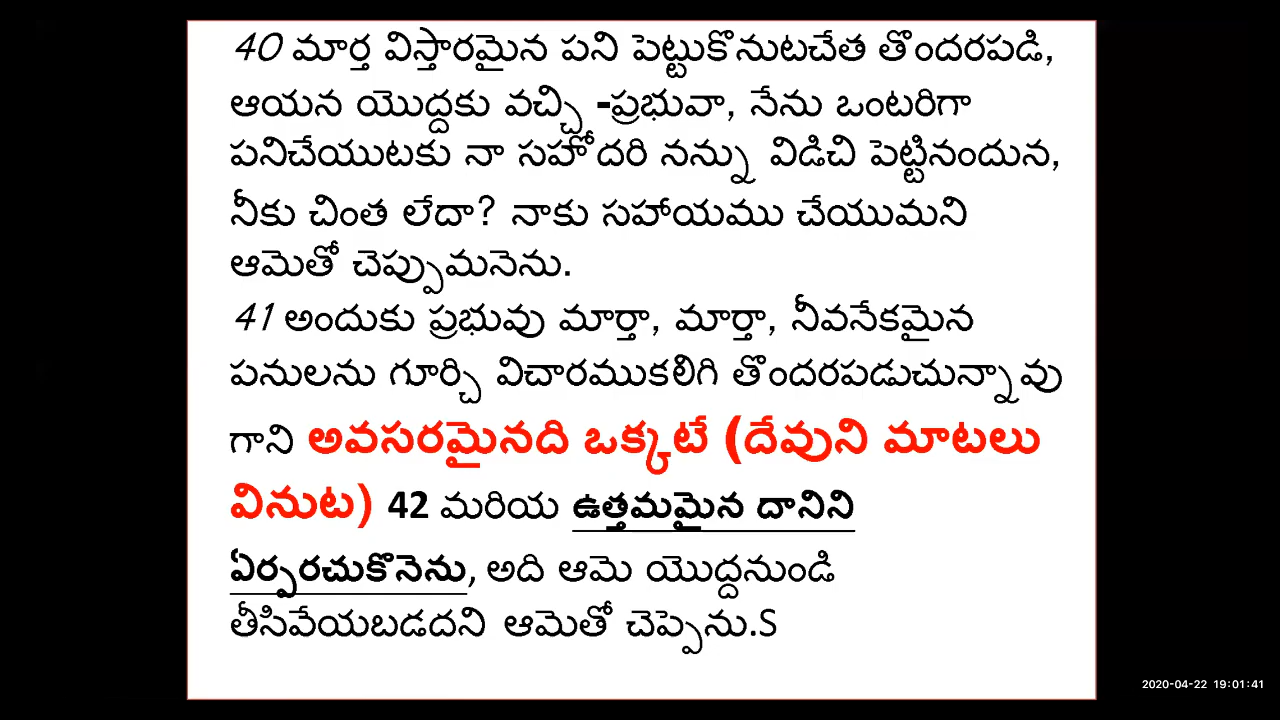 40 మార్త విస్తారమైన పని పెట్టుకొనుటచేత తొందరపడి,
ఆయన యొద్దకు వచ్చి -ప్రభువా, నేను ఒంటరిగా
పనిచేయుటకు నా సహోదరి నన్ను విడిచి పెట్టినందున,
నీకు చింత లేదా? నాకు సహాయము చేయుమని
ఆమెతో చెప్పుమనెను.
41 అందుకు ప్రభువు మార్తా, మార్తా, నీవనేకమైన
పనులను గూర్చి విచారముకలిగి తొందరపడుచున్నావు
గాని అవసరమైనది ఒక్కటే (దేవుని మాటలు
వినుట) 42 మరియ ఉత్తమమైన దానిని
ఏర్పరచుకొనెను, అది ఆమె యొద్దనుండి
తీసివేయబడదని ఆమెతో చెప్పెను.S
2020-04-22 19:01:41